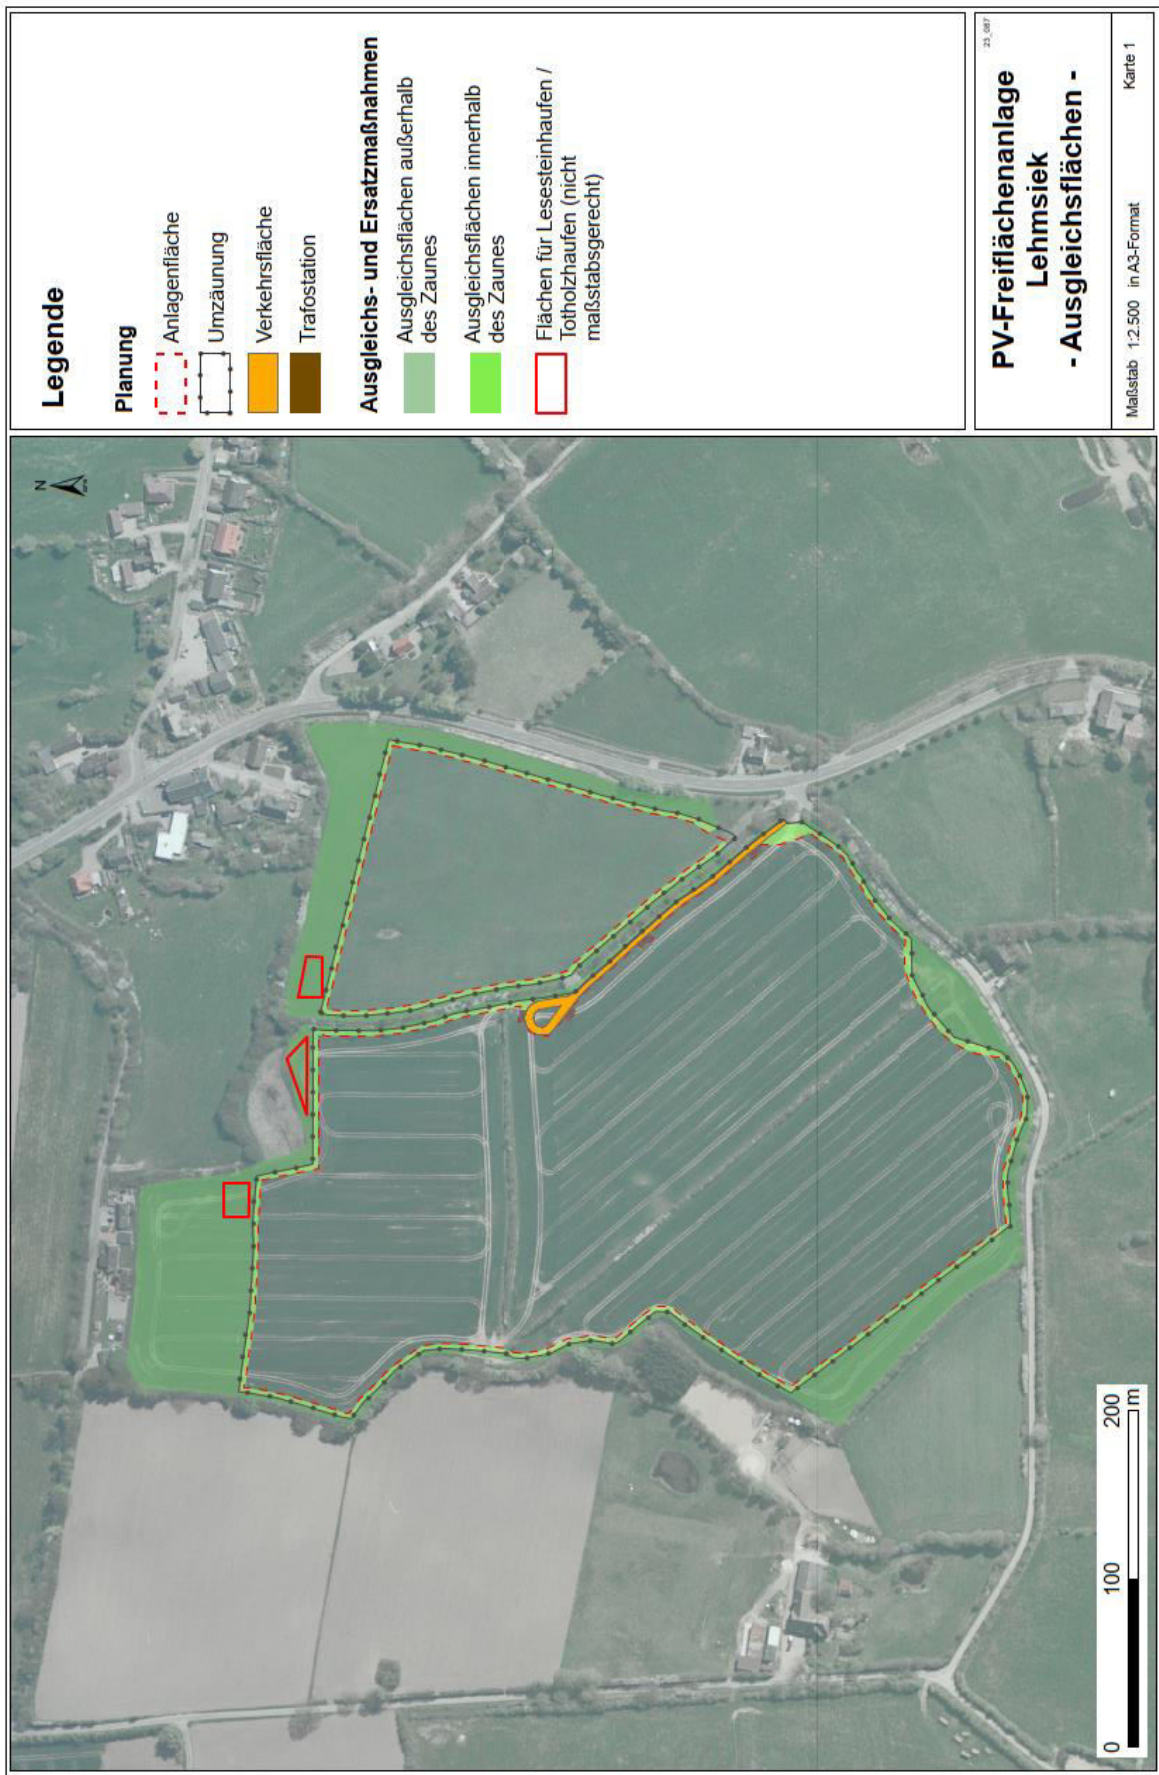 Legende
Planung
Anlagenfläche
Umzäunung
Verkehrsfläche
Trafostation
Ausgleichs- und Ersatzmaßnahmen
Ausgleichsflächen außerhalb
des Zaunes
Ausgleichsflächen innerhalb
des Zaunes
Flächen für Lesesteinhaufen /
Totholzhaufen (nicht
maßstabsgerecht)
23_087
PV-Freiflächenanlage
Lehmsiek
- Ausgleichsflächen -
Maßstab 1:2.500 in A3-Format Karte 1
N
0 100 200
m